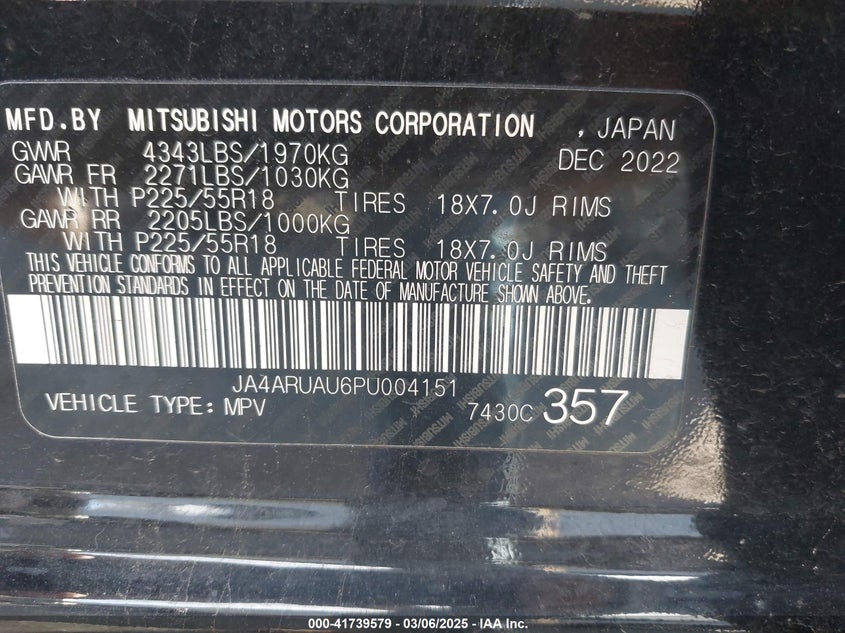 MFD.BY MITSUBISHI MOTORS CORPORATION , JAPAN
GVWR 4343LBS/1970KG DEC 2022
GAWR FR 2271LBS/1030KG
WITH P225/55R18 TIRES 18X7.0J RIMS
GAWR RR 2205LBS/1000KG
WITH P225/55R18 TIRES 18X7.0J RIMS
THIS VEHICLE CONFORMS TO ALL APPLICABLE FEDERAL MOTOR VEHICLE SAFETY AND THEFT
PREVENTION STANDARDS IN EFFECT ON THE DATE OF MANUFACTURE SHOWN ABOVE.
JA4ARUAU6PU004151
VEHICLE TYPE: MPV 7430C 357
000-41739579 — 03/06/2025 — IAA Inc.